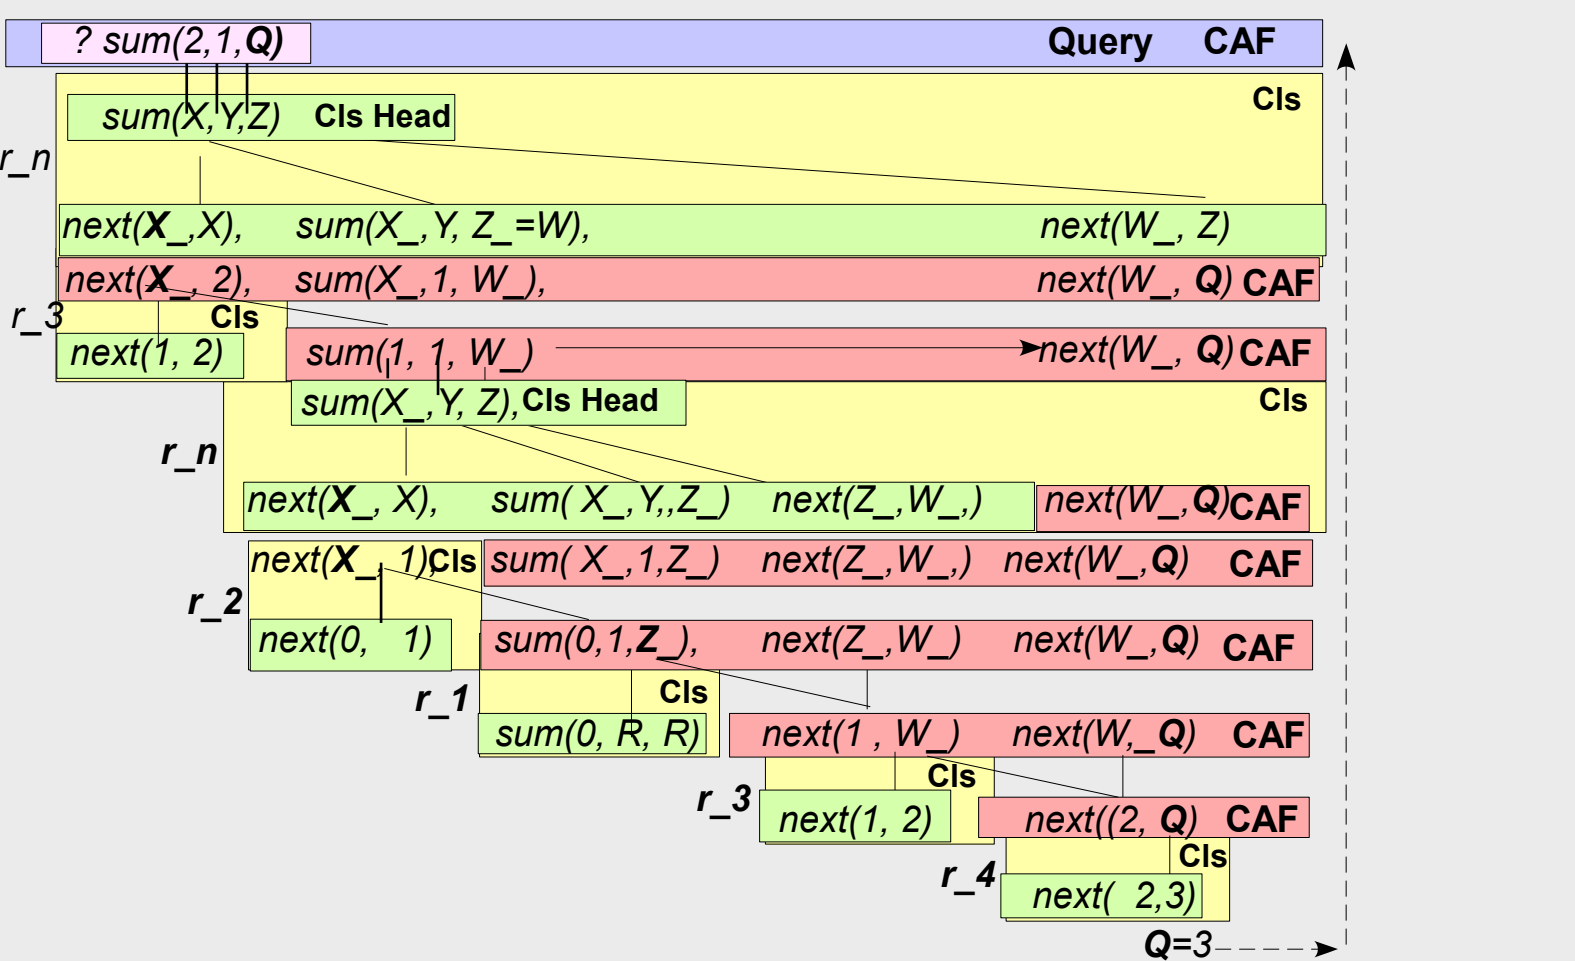 ? sum(2,1,Q) Query CAF
Cls
sum(X,Y,Z) Cls Head
r_n
next(X_,X), sum(X_,Y, Z_=W), next(W_, Z)
next(X_, 2), sum(X_,1, W_), next(W_, Q) CAF
r_3 Cls
next(1, 2) sum(1, 1, W_) next(W_, Q) CAF
sum(X_,Y, Z), Cls Head Cls
r_n
next(X_, X), sum( X_,Y,,Z_) next(Z_,W_,) next(W_,Q) CAF
next(X_, 1), Cls sum( X_,1,Z_) next(Z_,W_,) next(W_,Q) CAF
r_2
next(0, 1) sum(0,1,Z_), next(Z_,W_) next(W_,Q) CAF
r_1 Cls
sum(0, R, R) next(1 , W_) next(W,_Q) CAF
Cls
r_3
next(1, 2) next((2, Q) CAF
Cls
r_4
next( 2,3)
Q=3